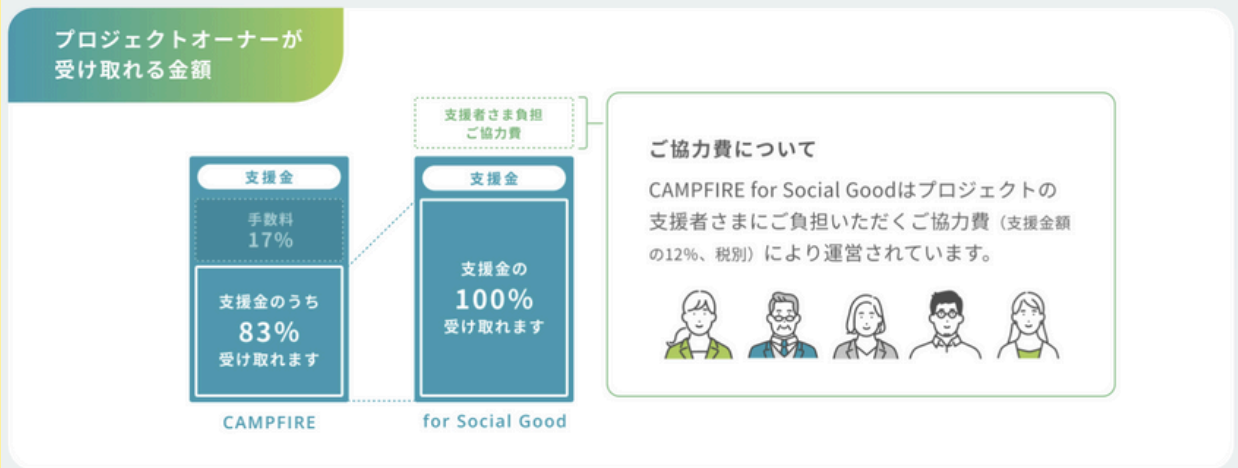 プロジェクトオーナーが
受け取れる金額
支援者さま負担
ご協力費
支援金
手数料
17%
支援金のうち
83%
受け取れます
CAMPFIRE
支援金
支援金の
100%
受け取れます
for Social Good
ご協力費について
CAMPFIRE for Social Goodはプロジェクトの
支援者さまにご負担いただくご協力費（支援金額
の12%、税別）により運営されています。